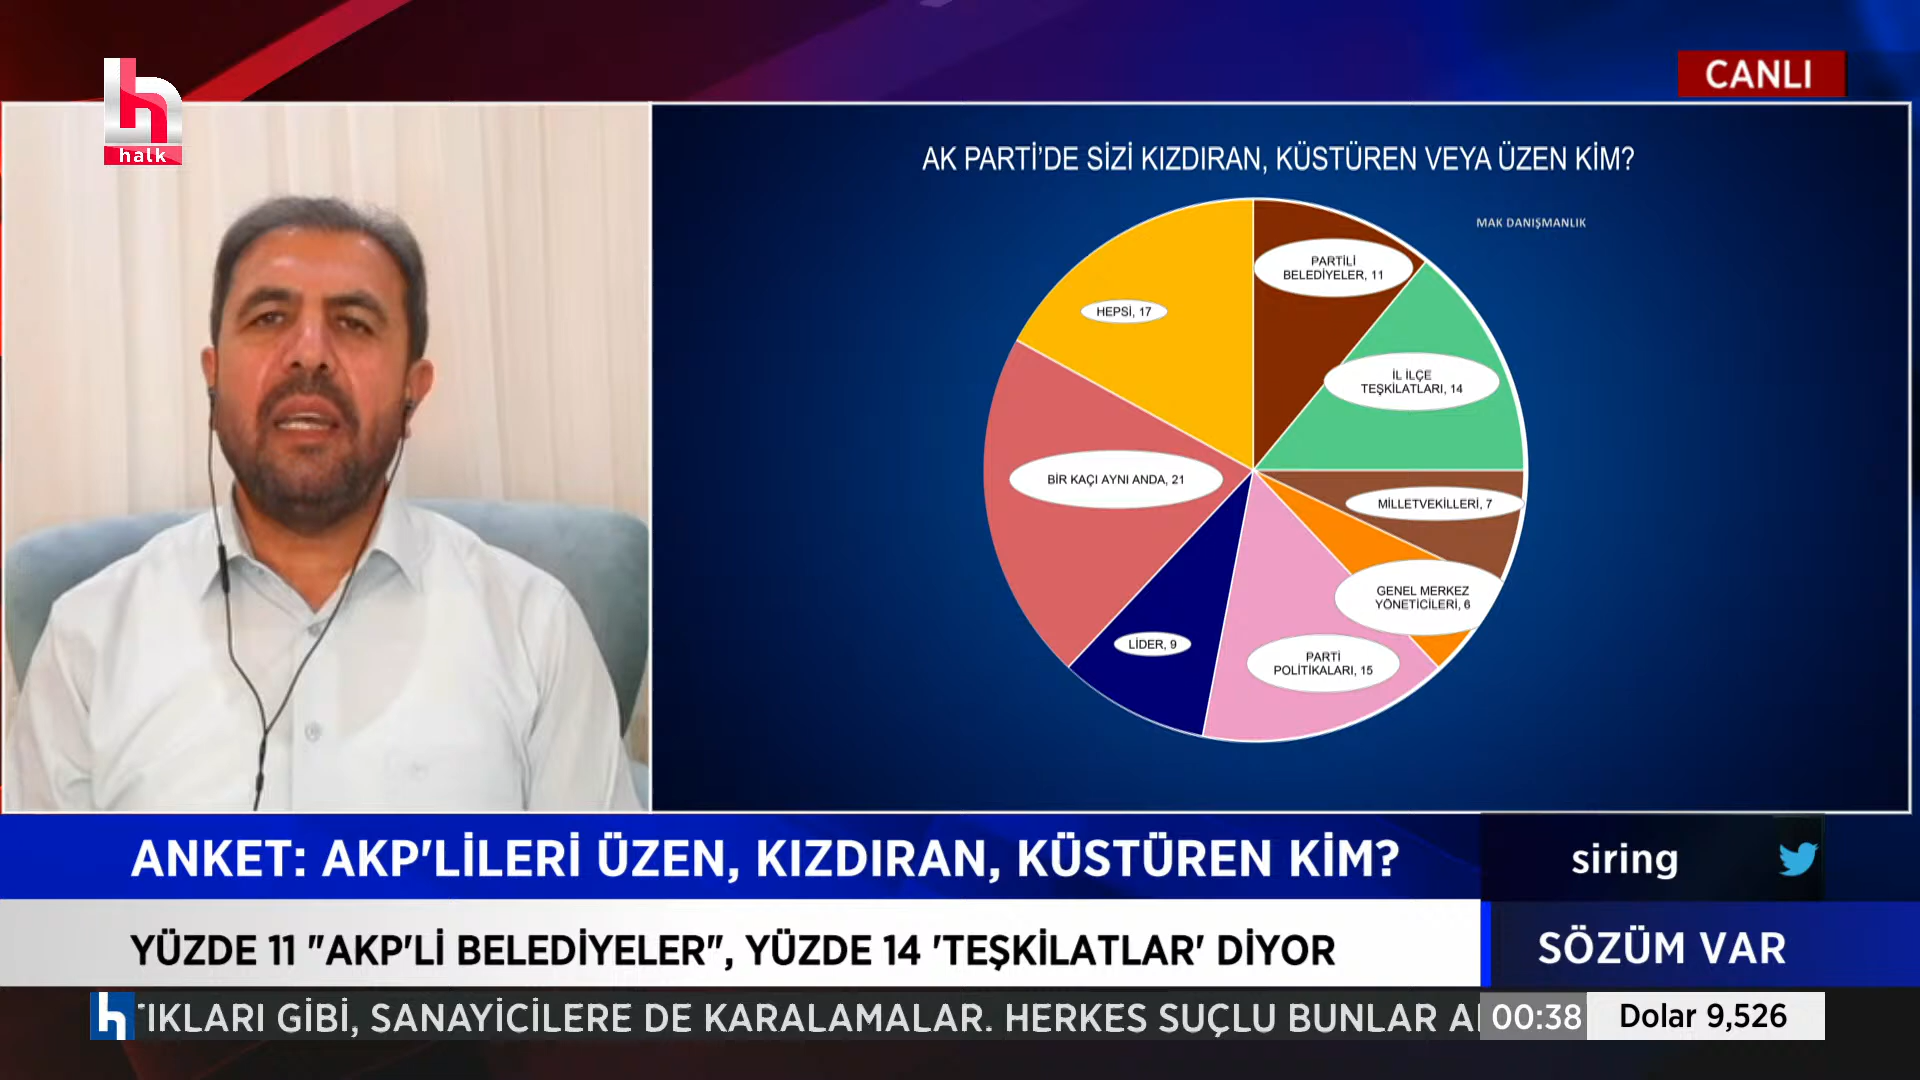 h
halk
CANLI
AK PARTİ'DE SİZİ KIZDIRAN, KÜSTÜREN VEYA ÜZEN KİM?
MAK DANIŞMANLIK
PARTİLİ
BELEDİYELER, 11
HEPSİ, 17
İL İLÇE
TEŞKİLATLARI, 14
BİR KAÇI AYNI ANDA, 21
MİLLETVEKİLLERİ, 7
GENEL MERKEZ
YÖNETİCİLERİ, 6
LİDER, 9
PARTİ
POLİTİKALARI, 15
ANKET: AKP'LİLERİ ÜZEN, KIZDIRAN, KÜSTÜREN KİM?
siring
YÜZDE 11 "AKP'Lİ BELEDİYELER", YÜZDE 14 'TEŞKİLATLAR' DİYOR
SÖZÜM VAR
h
GİBİ, SANAYİCİLERE DE KARALAMALAR. HERKES SUÇLU BUNLAR
00:38
Dolar 9,526